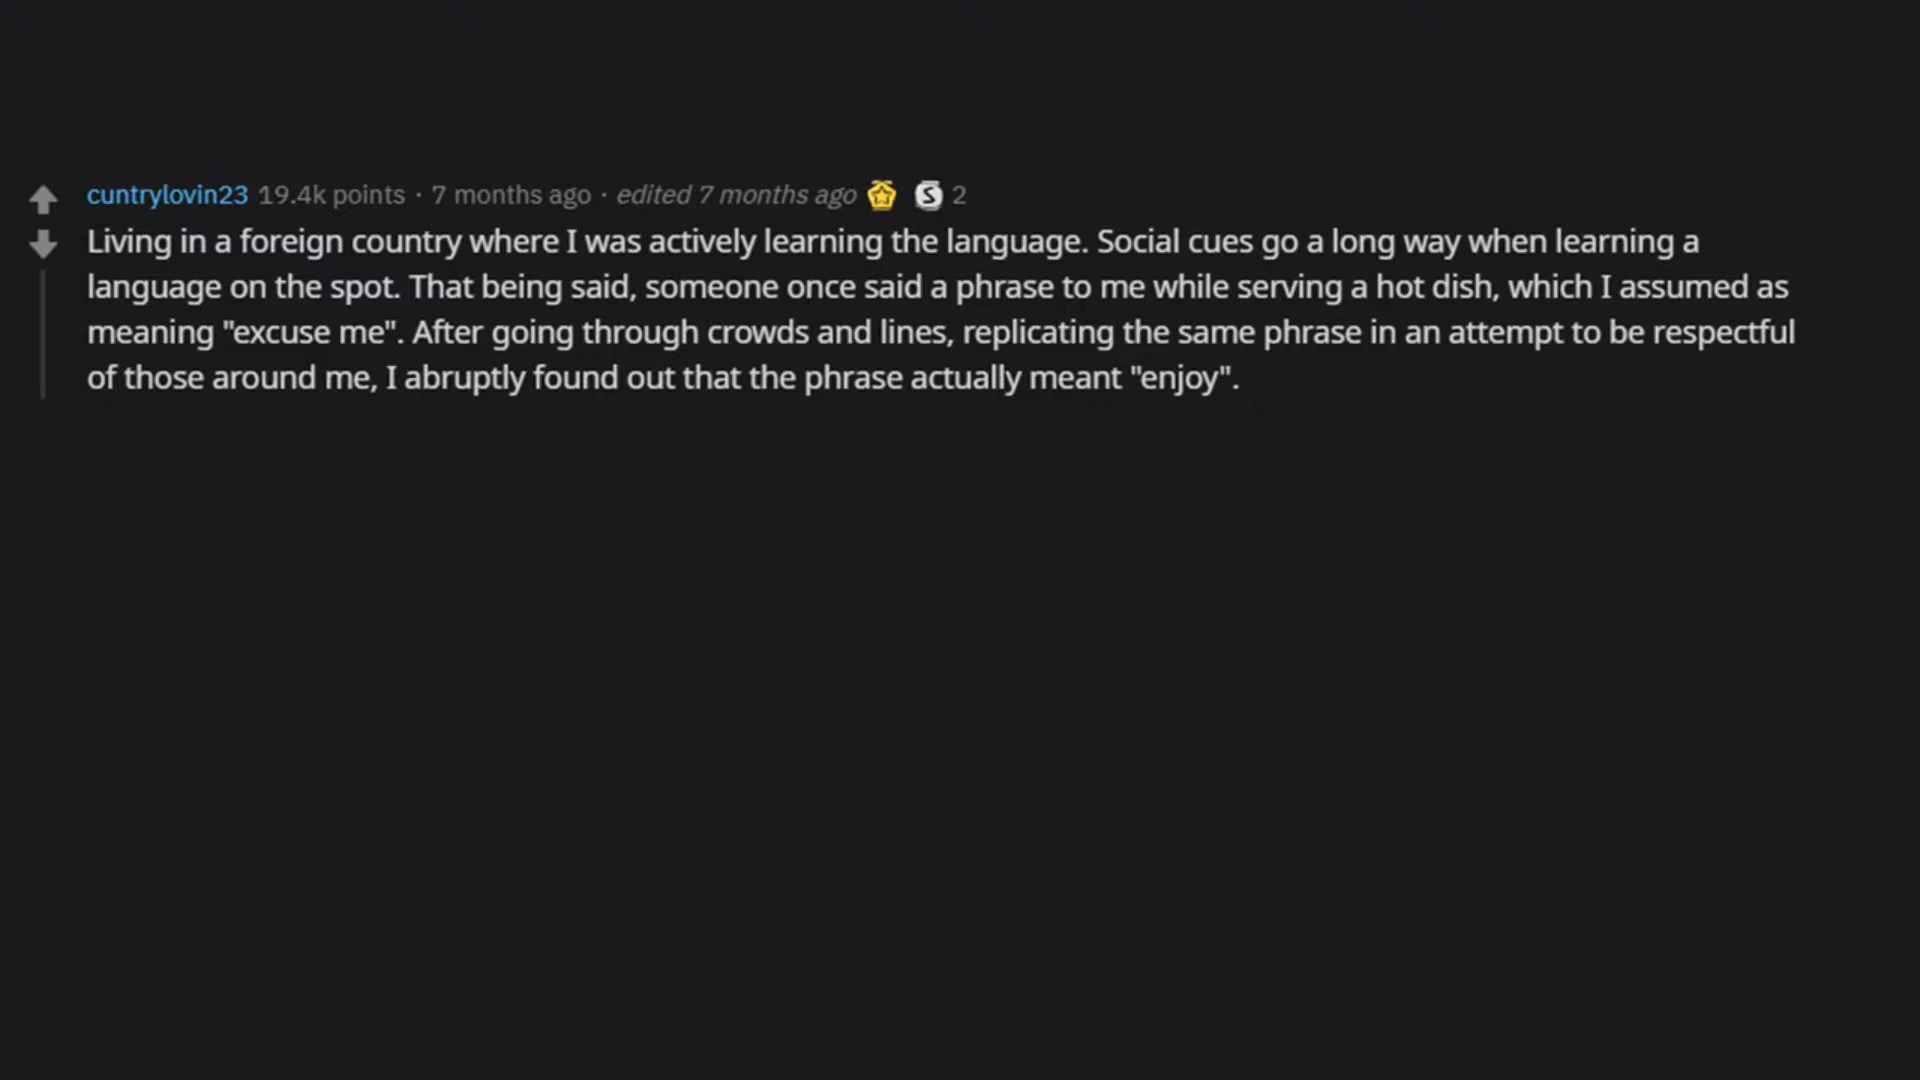 cuntrylovin23 19.4k points · 7 months ago · edited 7 months ago S 2
Living in a foreign country where I was actively learning the language. Social cues go a long way when learning a
language on the spot. That being said, someone once said a phrase to me while serving a hot dish, which I assumed as
meaning "excuse me". After going through crowds and lines, replicating the same phrase in an attempt to be respectful
of those around me, I abruptly found out that the phrase actually meant "enjoy".